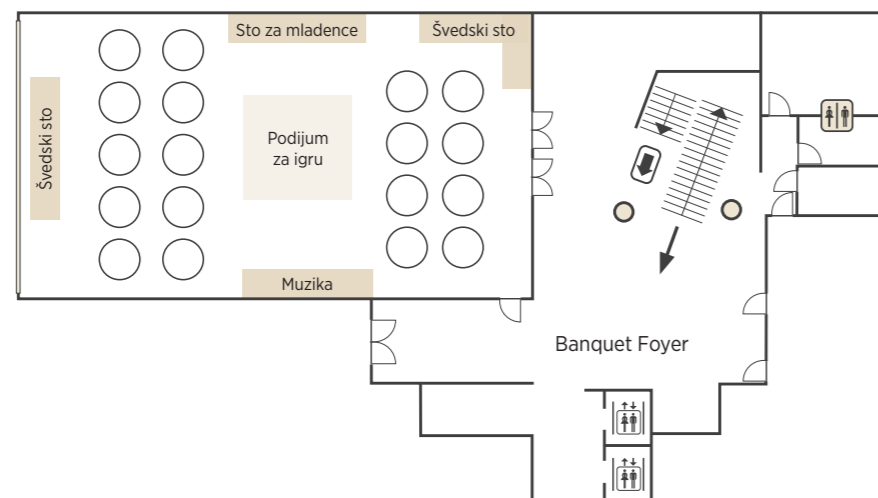 Sto za mladence
Švedski sto
Švedski sto
Podijum
za igru
Muzika
Banquet Foyer